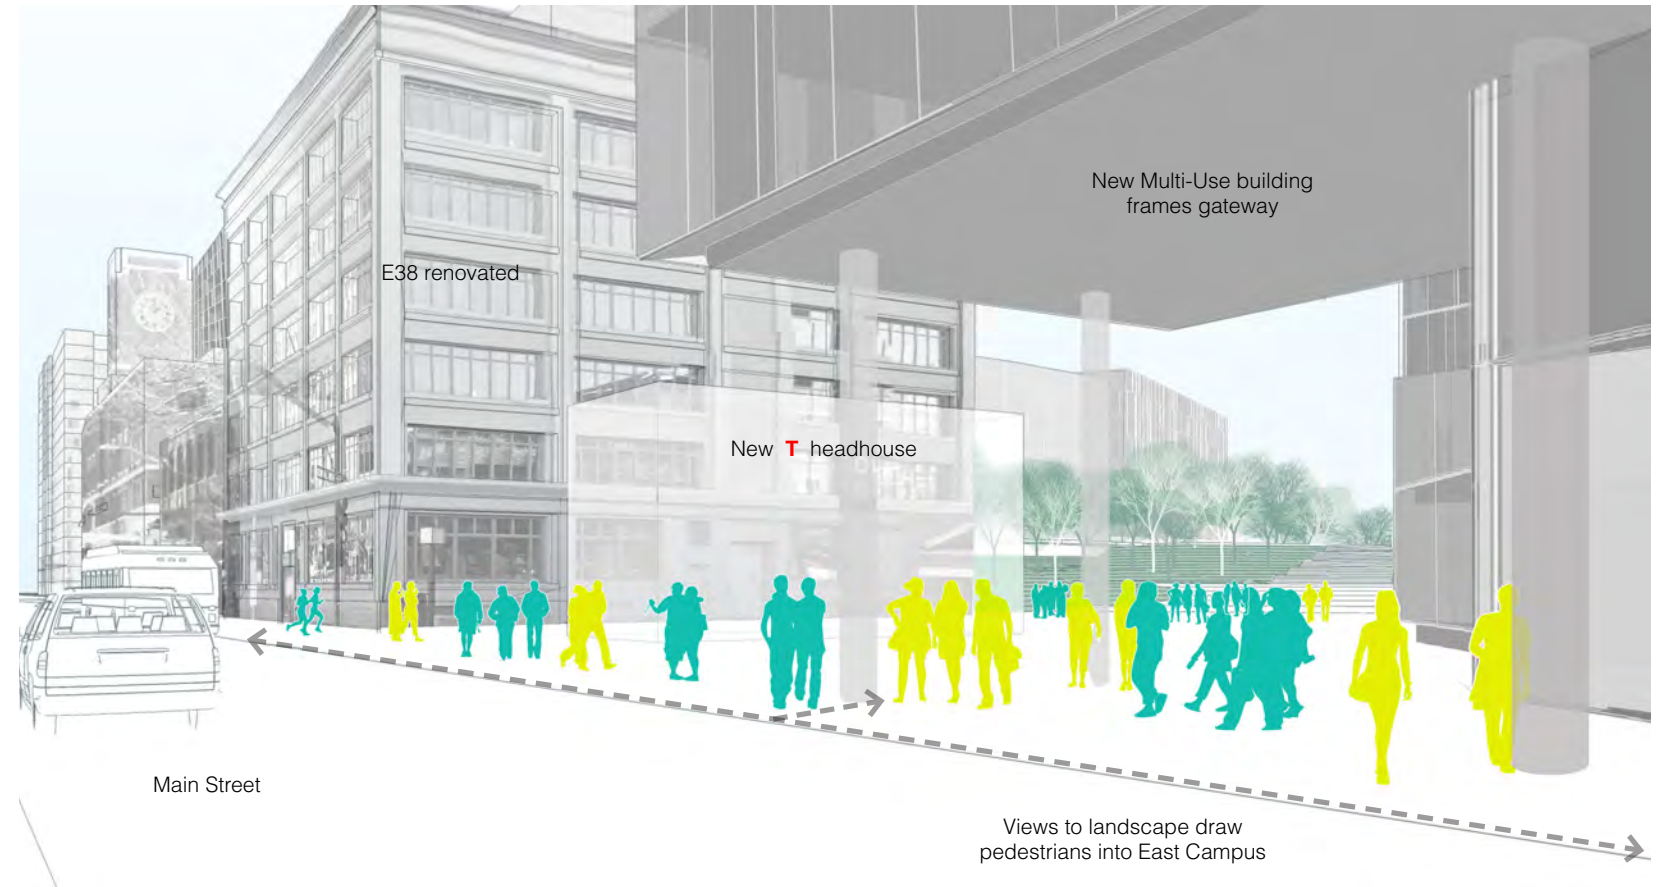 New Multi-Use building
frames gateway
E38 renovated
New T headhouse
Main Street
Views to landscape draw
pedestrians into East Campus